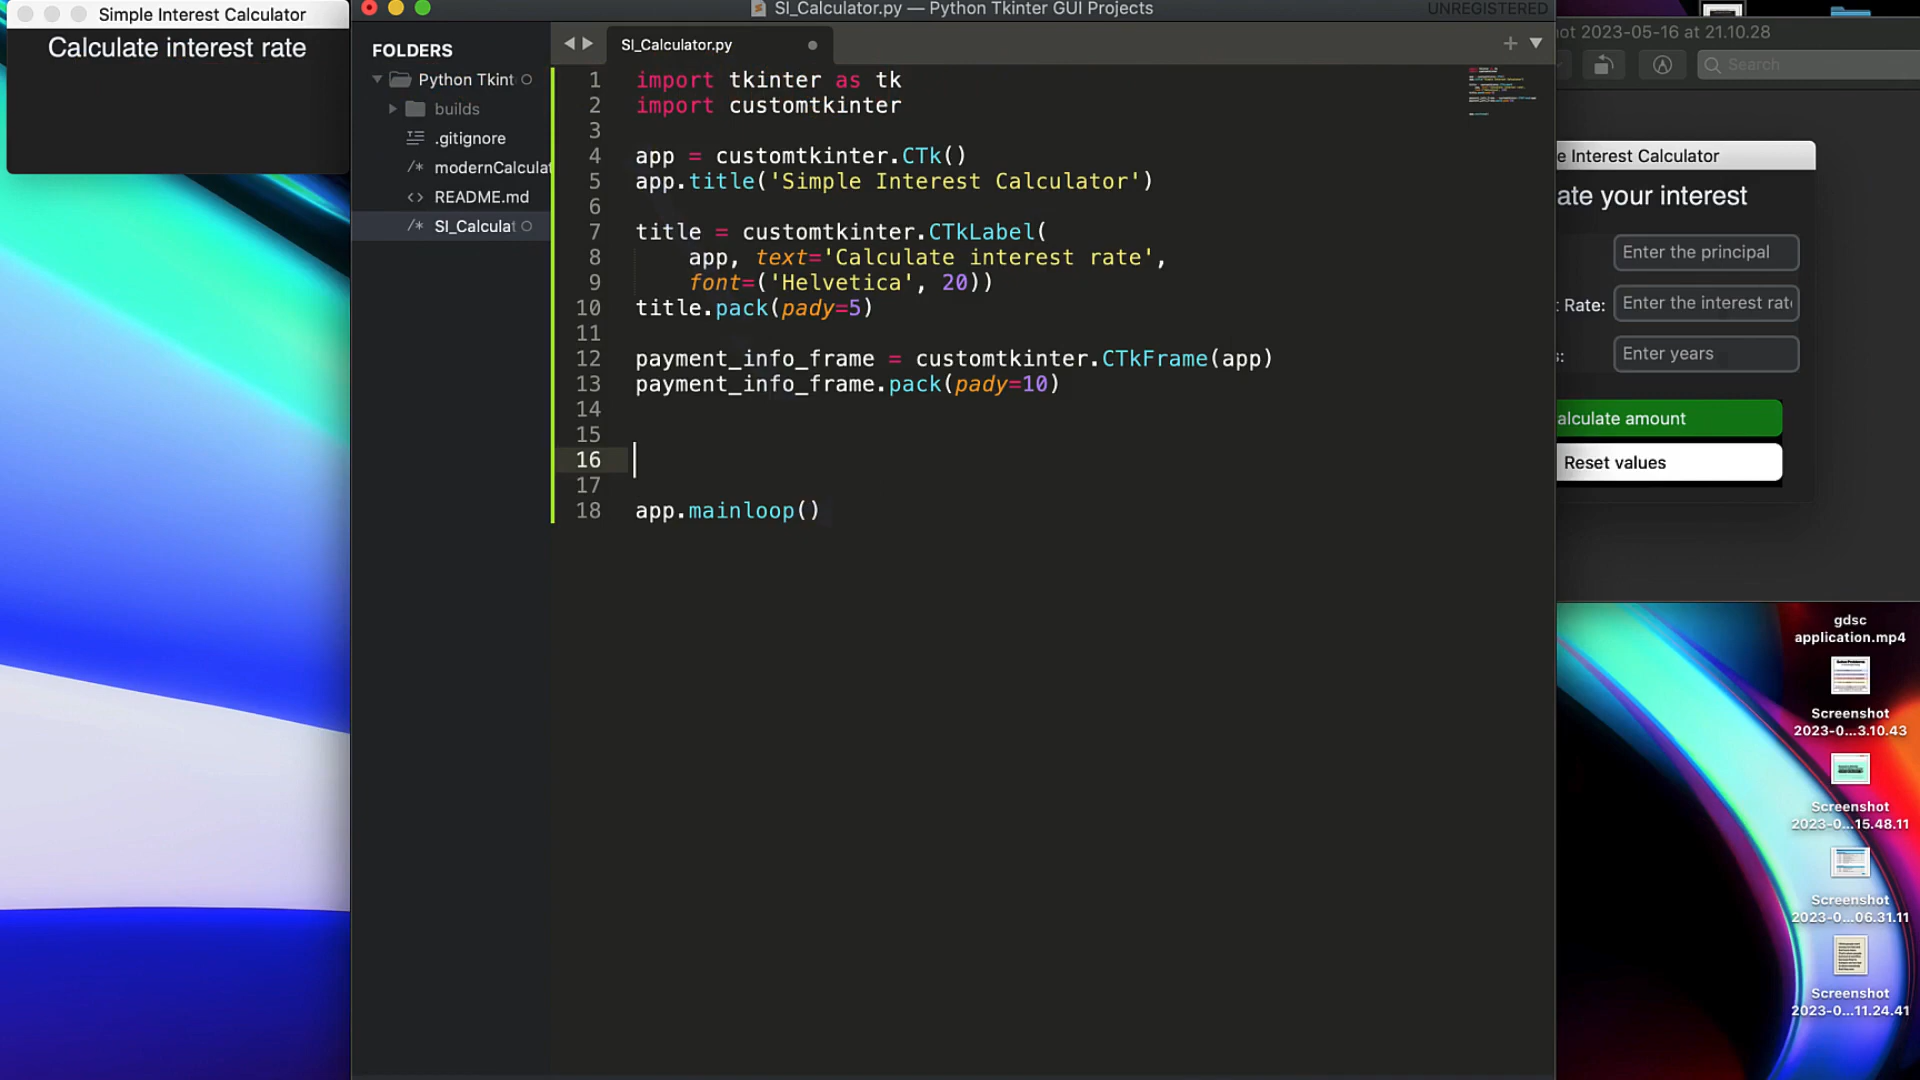 Simple Interest Calculator
Calculate interest rate
SI_Calculator.py — Python Tkinter GUI Projects
UNREGISTERED
FOLDERS
Python Tkint
builds
.gitignore
modernCalculat
README.md
SI_Calculat
SI_Calculator.py
1 import tkinter as tk
2 import customtkinter
3
4 app = customtkinter.CTk()
5 app.title('Simple Interest Calculator')
6
7 title = customtkinter.CTkLabel(
8 app, text='Calculate interest rate',
9 font=('Helvetica', 20))
10 title.pack(pady=5)
11
12 payment_info_frame = customtkinter.CTkFrame(app)
13 payment_info_frame.pack(pady=10)
14
15
16
17
18 app.mainloop()
ot 2023-05-16 at 21.10.28
Search
e Interest Calculator
ate your interest
Enter the principal
t Rate: Enter the interest rat
s: Enter years
alculate amount
Reset values
gdsc
application.mp4
Screenshot
2023-0...3.10.43
Screenshot
2023-0...15.48.11
Screenshot
2023-0...06.31.11
Screenshot
2023-0...11.24.41